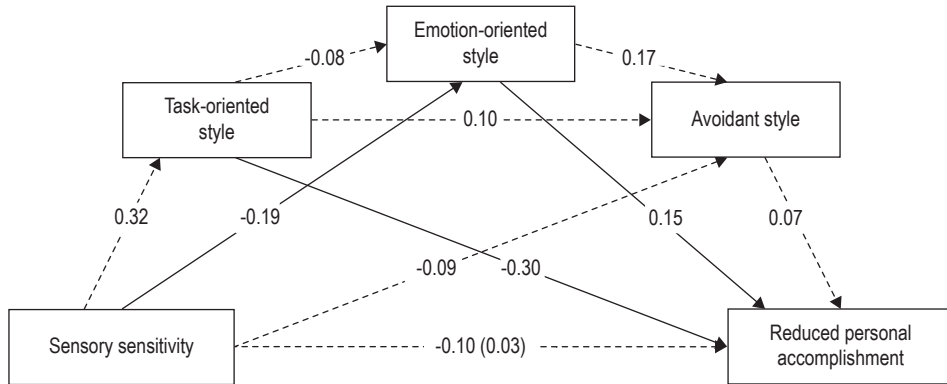 Emotion-oriented
style
-0.08
0.17
Task-oriented
style
0.10
Avoidant style
0.32
-0.19
0.15
0.07
-0.09
-0.30
Sensory sensitivity
-0.10 (0.03)
Reduced personal
accomplishment